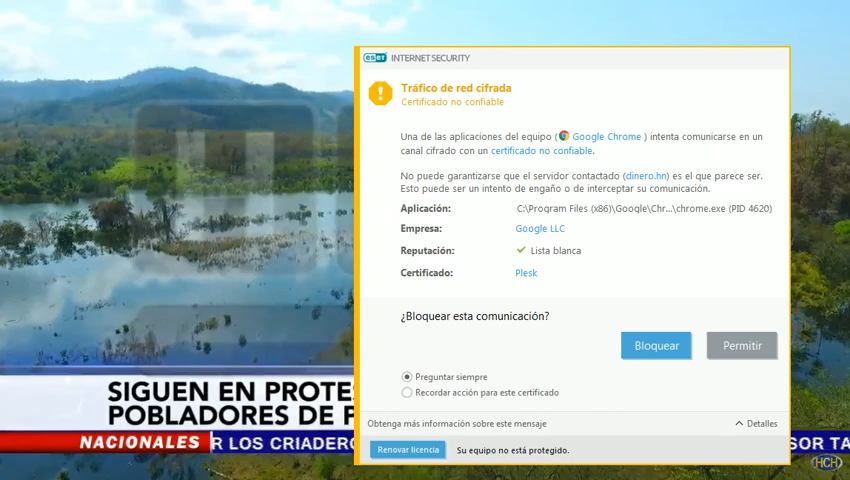 eset INTERNET SECURITY
Tráfico de red cifrada
Certificado no confiable
Una de las aplicaciones del equipo ( Google Chrome ) intenta comunicarse en un
canal cifrado con un certificado no confiable.
No puede garantizarse que el servidor contactado (dinero.hn) es el que parece ser.
Esto puede ser un intento de engaño o de interceptar su comunicación.
Aplicación: C:\Program Files (x86)\Google\Chr...\chrome.exe (PID 4620)
Empresa: Google LLC
Reputación: Lista blanca
Certificado: Plesk
¿Bloquear esta comunicación?
Bloquear Permitir
Preguntar siempre
Recordar acción para este certificado
Obtenga más información sobre este mensaje Detalles
Renovar licencia Su equipo no está protegido.
SIGUEN EN PROTES
POBLADORES DE
NACIONALES R LOS CRIADERO SOR TA
HCH